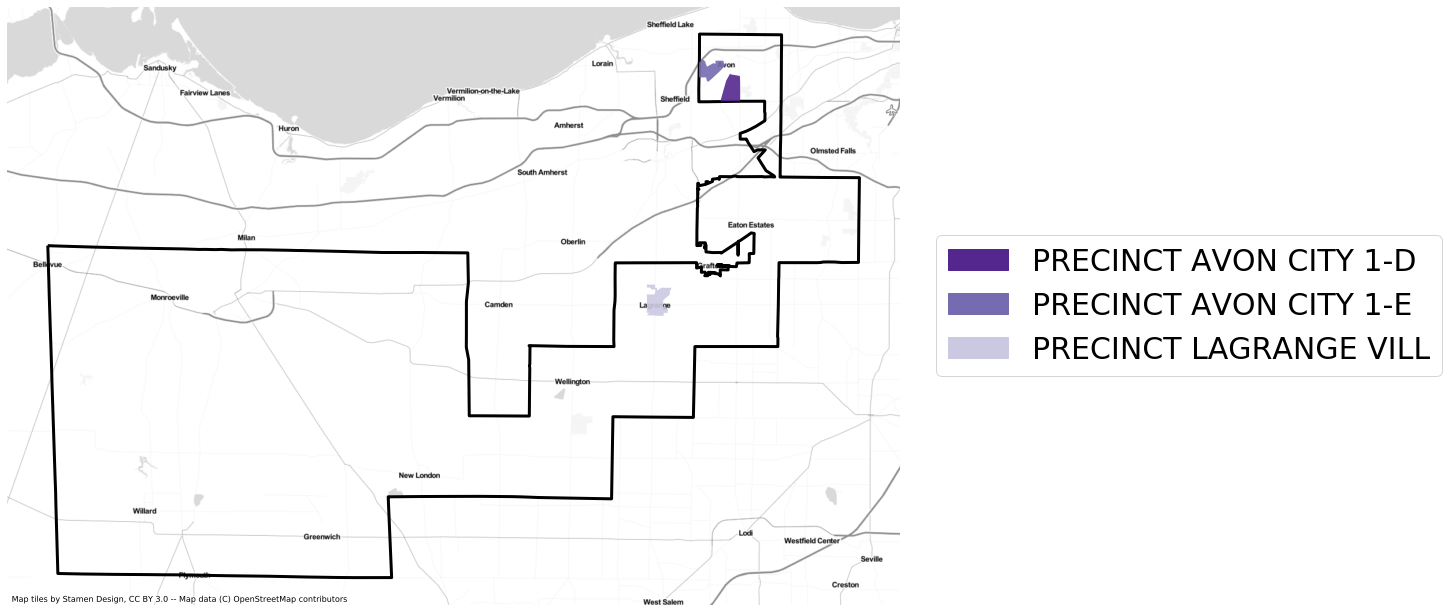 Sheffield Lake
Lorain
Avon
Sandusky
Fairview Lanes
Vermilion-on-the-Lake
Vermilion
Sheffield
Huron
Amherst
Olmsted Falls
South Amherst
Eaton Estates
Milan
Oberlin
Bellevue
Grafton
Monroeville
Camden
Lagrange
Wellington
New London
Willard
Greenwich
Lodi
Westfield Center
Seville
Plymouth
Creston
West Salem
Map tiles by Stamen Design, CC BY 3.0 -- Map data (C) OpenStreetMap contributors
PRECINCT AVON CITY 1-D
PRECINCT AVON CITY 1-E
PRECINCT LAGRANGE VILL